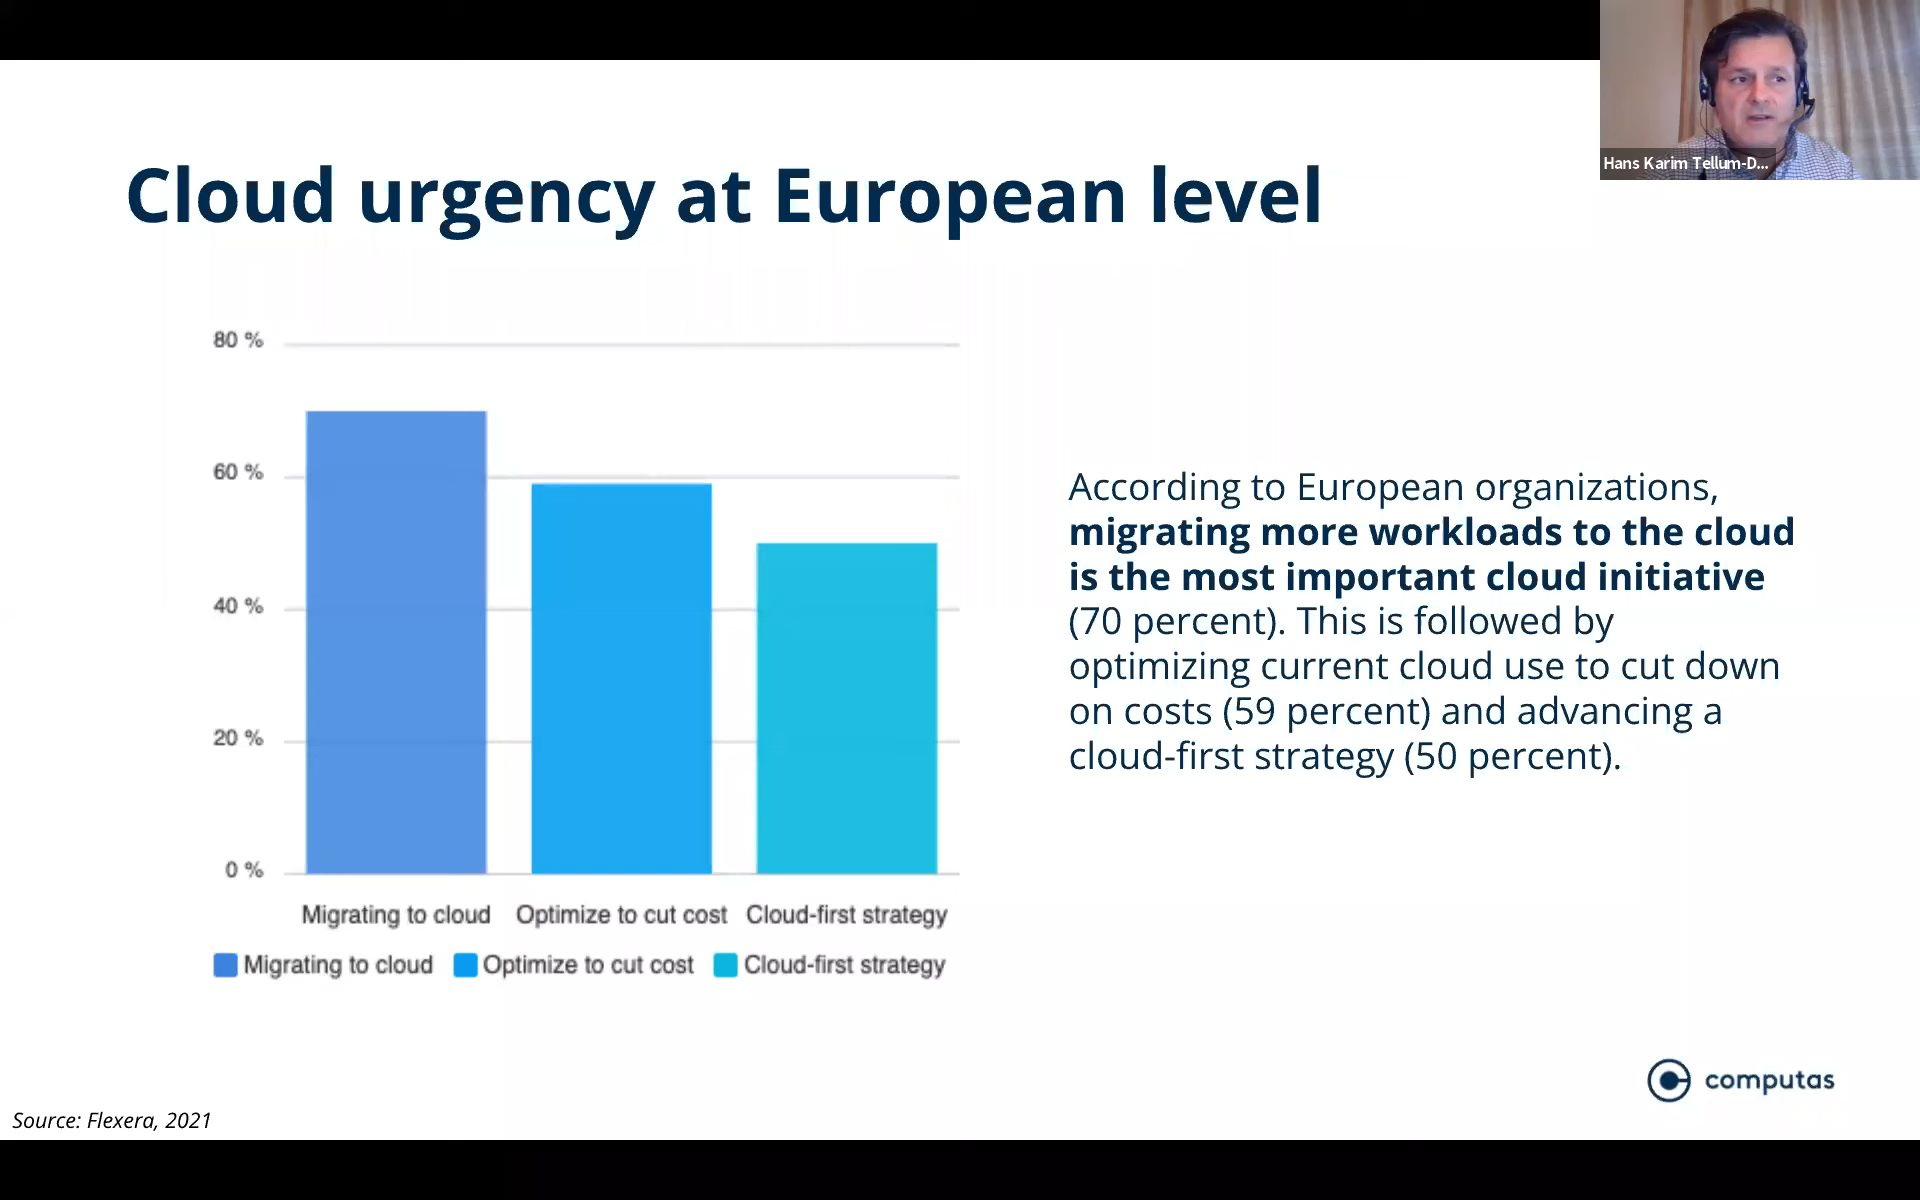 Hans Karim Tellum-D...
Cloud urgency at European level
80 %
60 %
40 %
20 %
0 %
Migrating to cloud Optimize to cut cost Cloud-first strategy
Migrating to cloud Optimize to cut cost Cloud-first strategy
According to European organizations,
migrating more workloads to the cloud
is the most important cloud initiative
(70 percent). This is followed by
optimizing current cloud use to cut down
on costs (59 percent) and advancing a
cloud-first strategy (50 percent).
computas
Source: Flexera, 2021